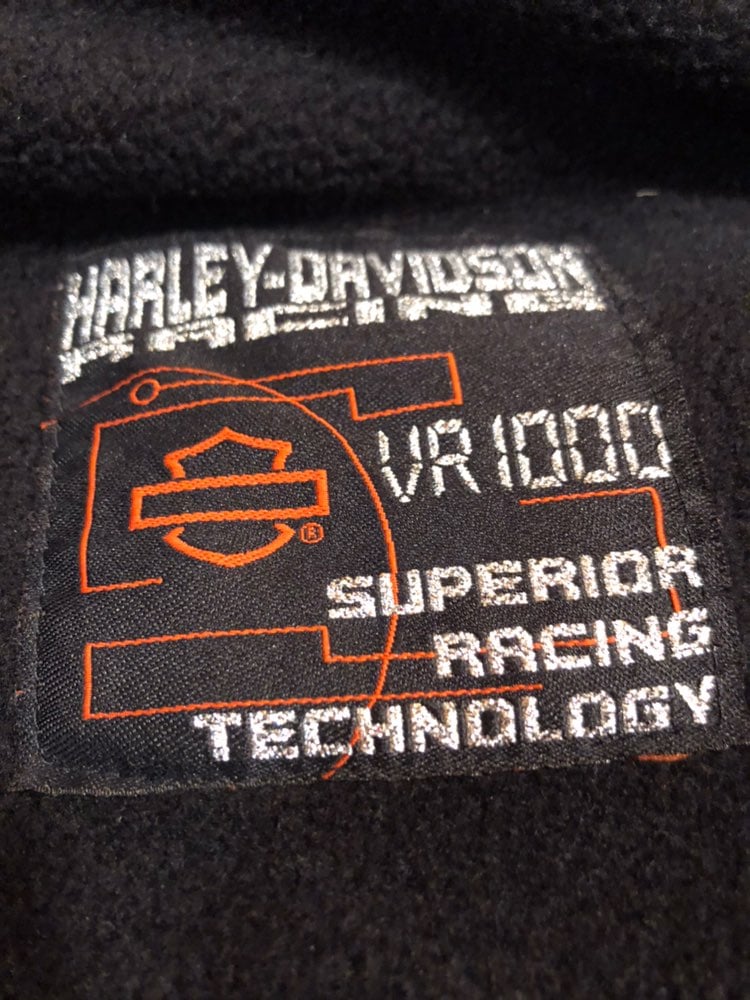 HARLEY-DAVIDSON
RACING
VR1000
®
SUPERIOR
RACING
TECHNOLOGY